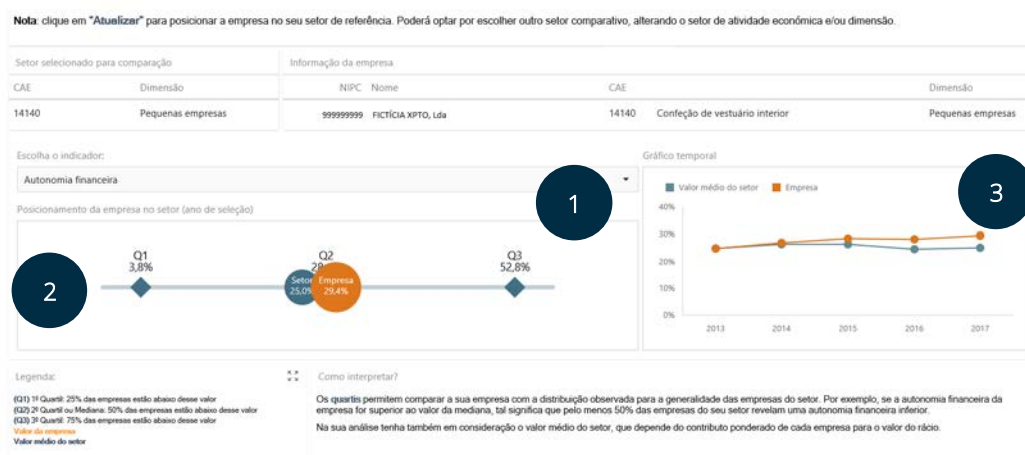 Nota: clique em "Atualizar" para posicionar a empresa no seu setor de referência. Poderá optar por escolher outro setor comparativo, alterando o setor de atividade económica e/ou dimensão.
Setor selecionado para comparação
Informação da empresa
CAE Dimensão NIPC Nome CAE Dimensão
14140 Pequenas empresas 999999999 FICTÍCIA XPTO, Lda 14140 Confeção de vestuário interior Pequenas empresas
Escolha o indicador:
Autonomia financeira
1
Posicionamento da empresa no setor (ano de seleção)
2
Q1
3,8%
Q2
Setor
25,0%
Empresa
29,4%
Q3
52,8%
Gráfico temporal
Valor médio do setor Empresa
3
40%
30%
20%
10%
0%
2013 2014 2015 2016 2017
Legenda:
(Q1) 1º Quartil: 25% das empresas estão abaixo desse valor
(Q2) 2º Quartil ou Mediana: 50% das empresas estão abaixo desse valor
(Q3) 3º Quartil: 75% das empresas estão abaixo desse valor
Valor da empresa
Valor médio do setor
Como interpretar?
Os quartis permitem comparar a sua empresa com a distribuição observada para a generalidade das empresas do setor. Por exemplo, se a autonomia financeira da
empresa for superior ao valor da mediana, tal significa que pelo menos 50% das empresas do seu setor revelam uma autonomia financeira inferior.
Na sua análise tenha também em consideração o valor médio do setor, que depende do contributo ponderado de cada empresa para o valor do rácio.